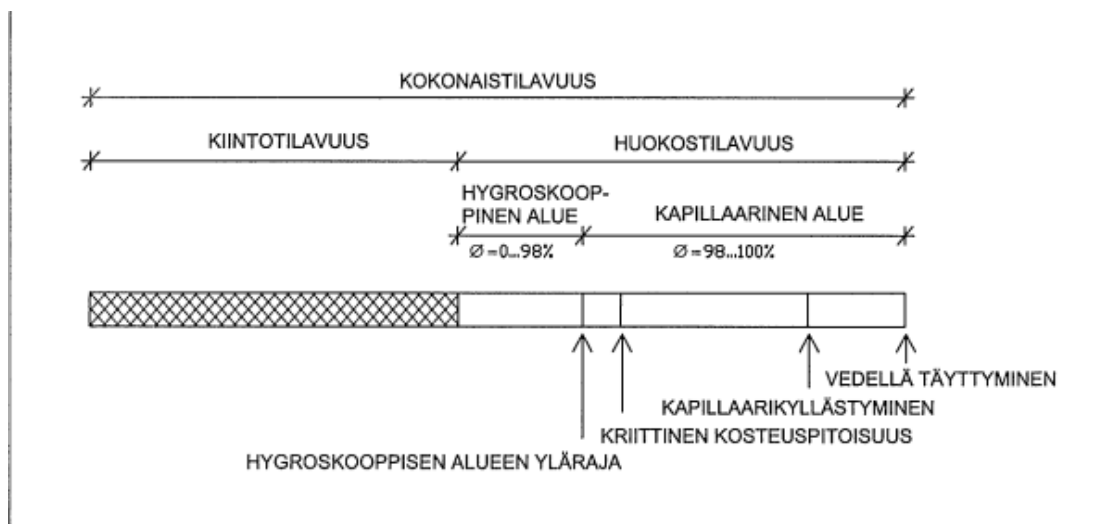 KOKONAISTILAVUUS
KIINTOTILAVUUS
HUOKOSTILAVUUS
HYGROSKOOP-
PINEN ALUE
KAPILLAARINEN ALUE
Ø=0...98%
Ø=98...100%
VEDELLÄ TÄYTTYMINEN
KAPILLAARIKYLLÄSTYMINEN
KRIITTINEN KOSTEUSPITOISUUS
HYGROSKOOPPISEN ALUEEN YLÄRAJA